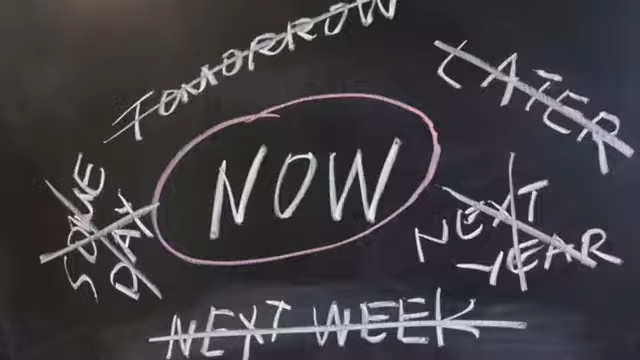 TOMORROW
LATER
NOW
SOME
DAY
NEXT
YEAR
NEXT WEEK